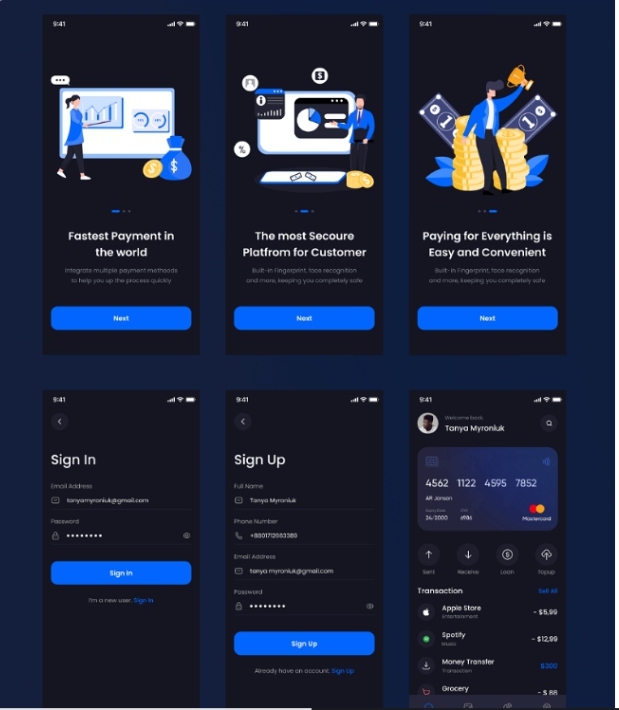 9:41
9:41
9:41
Fastest Payment in
the world
Integrate multiple payment methoods
to help you up the process quickly
Next
The most Secoure
Platfrom for Customer
Built-in Fingerprint, face recognition
and more, keeping you completely safe
Next
Paying for Everything is
Easy and Convenient
Built-in Fingerprint, face recognition
and more, keeping you completely safe
Next
9:41
Sign In
Email Address
tanyamyroniuk@gmail.com
Password
Sign In
I'm a new user. Sign In
9:41
Sign Up
Full Name
Tanya Myroniuk
Phone Number
+8801712663389
Email Address
tanya myroniuk@gmail.com
Password
Sign Up
Already have an account. Sign Up
9:41
Welcome back,
Tanya Myroniuk
4562 1122 4595 7852
AR Jonson
24/2000
Mastercard
Sent
Receive
Loan
Topup
Transaction
Sell All
Apple Store
Entertainment
- $5,99
Spotify
Music
- $12,99
Money Transfer
Transaction
$300
Grocery
- $ 88